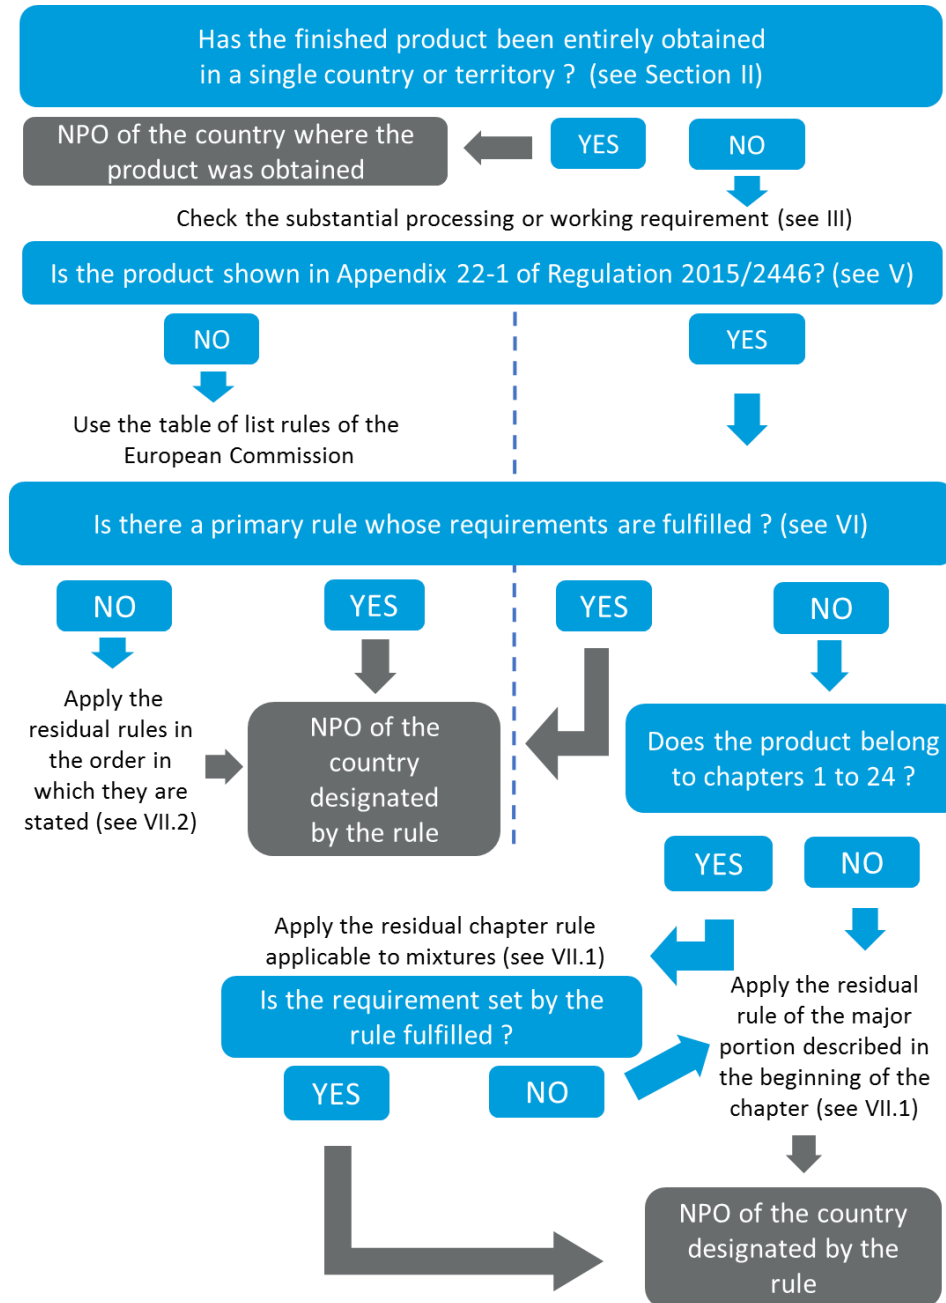 Has the finished product been entirely obtained
in a single country or territory ? (see Section II)
NPO of the country where the
product was obtained
YES
NO
Check the substantial processing or working requirement (see III)
Is the product shown in Appendix 22-1 of Regulation 2015/2446? (see V)
NO
YES
Use the table of list rules of the
European Commission
Is there a primary rule whose requirements are fulfilled ? (see VI)
NO
YES
YES
NO
Apply the
residual rules in
the order in
which they are
stated (see VII.2)
NPO of the
country
designated
by the rule
Does the product belong
to chapters 1 to 24 ?
YES
NO
Apply the residual chapter rule
applicable to mixtures (see VII.1)
Is the requirement set by the
rule fulfilled ?
YES
NO
Apply the residual
rule of the major
portion described in
the beginning of the
chapter (see VII.1)
NPO of the country
designated by the
rule